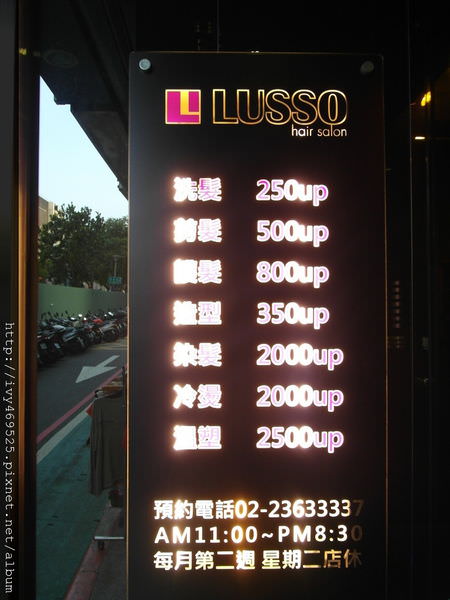 L LUSSO
hair salon
洗髮 250up
剪髮 500up
護髮 800up
造型 350up
染髮 2000up
冷燙 2000up
溫塑 2500up
預約電話02-23633337
AM11:00~PM8:30
每月第二週 星期二店休
http://ivy469525.pixnet.net/album